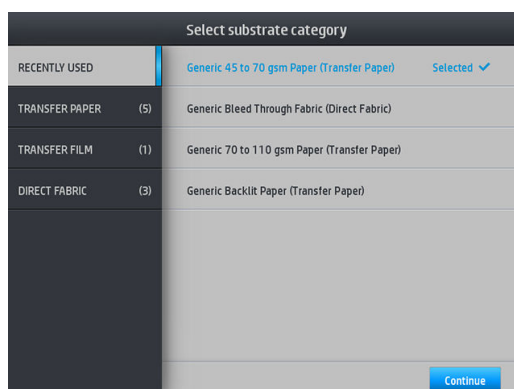 Select substrate category
RECENTLY USED
TRANSFER PAPER (5)
TRANSFER FILM (1)
DIRECT FABRIC (3)
Generic 45 to 70 gsm Paper (Transfer Paper) Selected ✓
Generic Bleed Through Fabric (Direct Fabric)
Generic 70 to 110 gsm Paper (Transfer Paper)
Generic Backlit Paper (Transfer Paper)
Continue